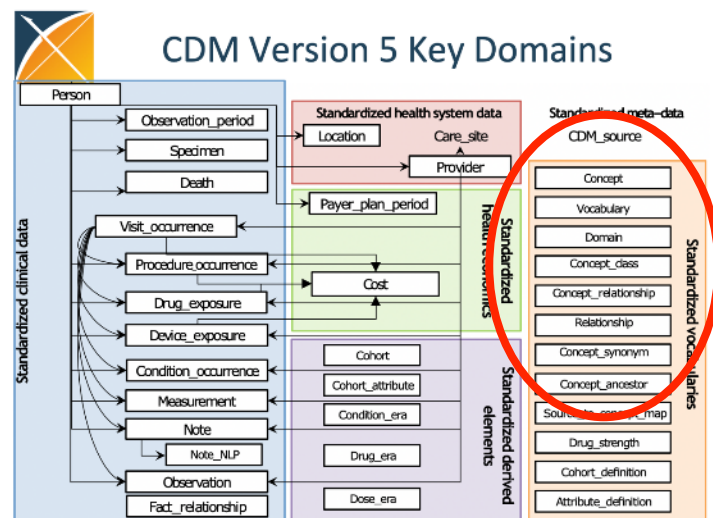 CDM Version 5 Key Domains
Person
Observation_period
Specimen
Death
Visit_occurrence
Procedure_occurrence
Drug_exposure
Device_exposure
Condition_occurrence
Measurement
Note
Note_NLP
Observation
Fact_relationship
Standardized clinical data
Standardized health system data
Location
Care_site
Provider
Payer_plan_period
Cost
Standardized
health economics
Cohort
Cohort_attribute
Condition_era
Drug_era
Dose_era
Standardized derived
elements
Standardized meta-data
CDM_source
Concept
Vocabulary
Domain
Concept_class
Concept_relationship
Relationship
Concept_synonym
Concept_ancestor
Source_to_concept_map
Drug_strength
Cohort_definition
Attribute_definition
Standardized vocabularies